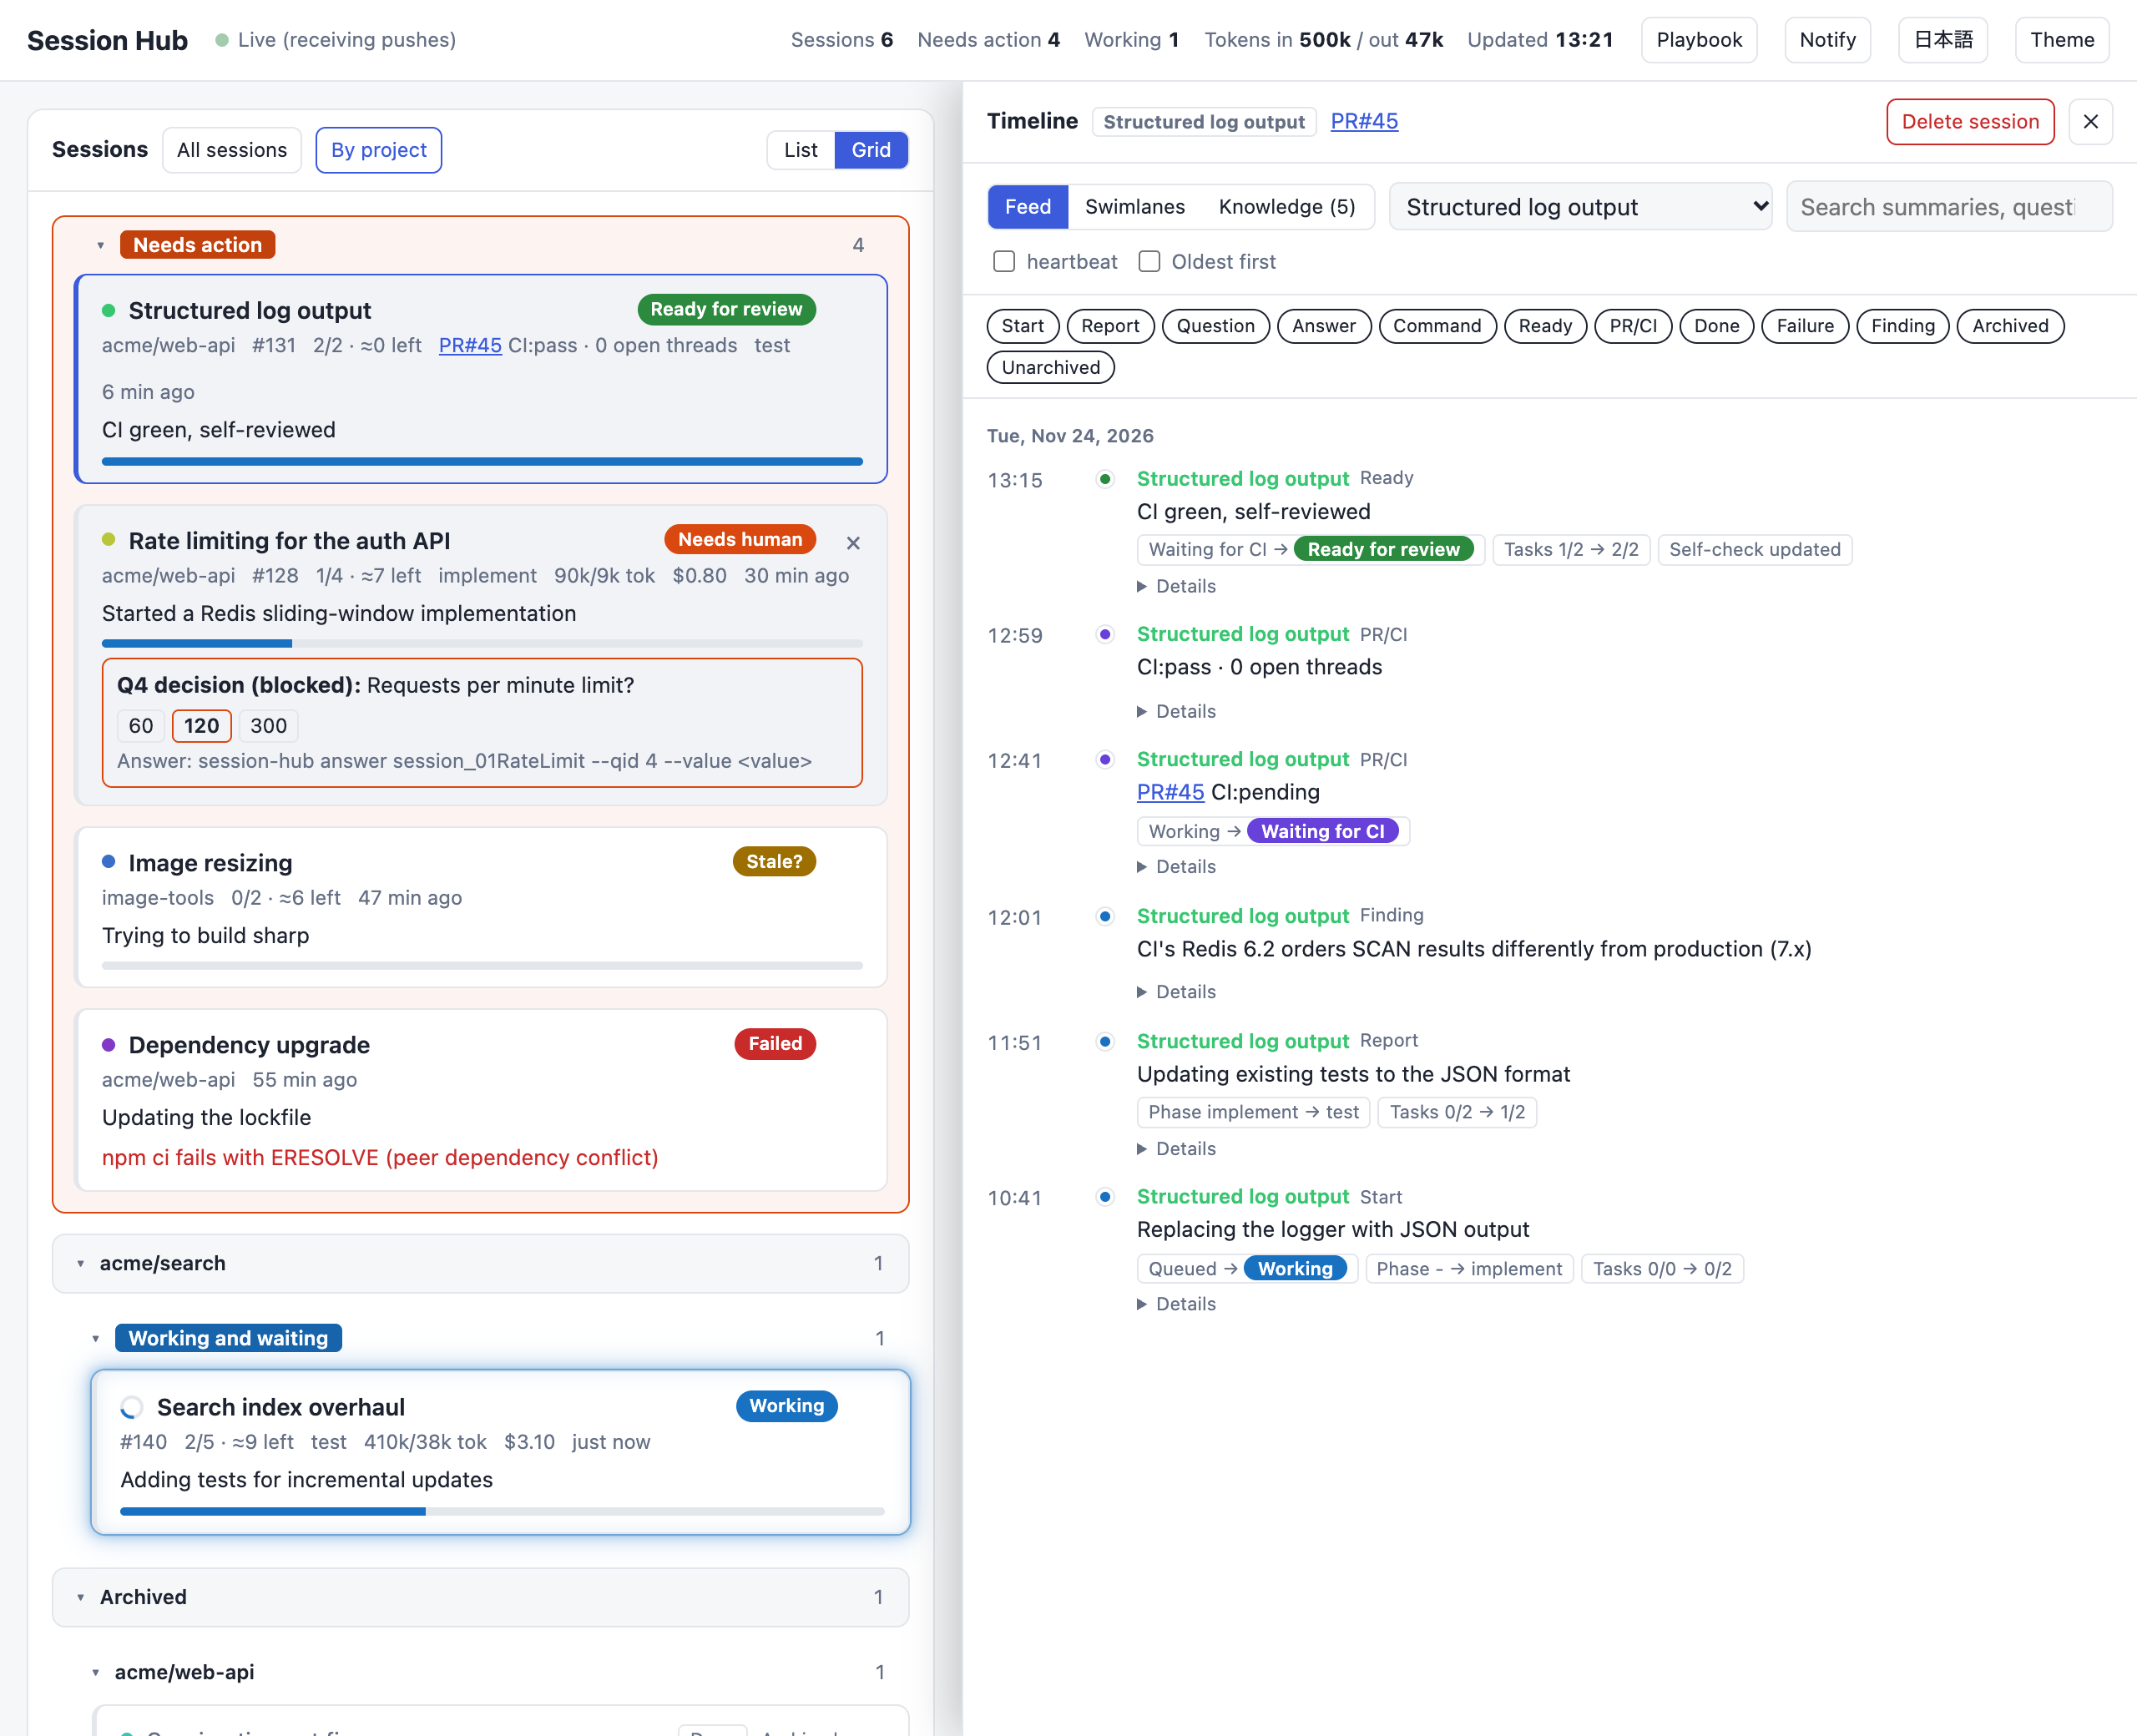 Session Hub Live (receiving pushes) Sessions 6 Needs action 4 Working 1 Tokens in 500k / out 47k Updated 13:21 Playbook Notify 日本語 Theme
Sessions All sessions By project List Grid
Needs action 4
Structured log output Ready for review
acme/web-api #131 2/2 · ≈0 left PR#45 CI:pass · 0 open threads test
6 min ago
CI green, self-reviewed
Rate limiting for the auth API Needs human ×
acme/web-api #128 1/4 · ≈7 left implement 90k/9k tok $0.80 30 min ago
Started a Redis sliding-window implementation
Q4 decision (blocked): Requests per minute limit?
60 120 300
Answer: session-hub answer session_01RateLimit --qid 4 --value <value>
Image resizing Stale?
image-tools 0/2 · ≈6 left 47 min ago
Trying to build sharp
Dependency upgrade Failed
acme/web-api 55 min ago
Updating the lockfile
npm ci fails with ERESOLVE (peer dependency conflict)
acme/search 1
Working and waiting 1
Search index overhaul Working
#140 2/5 · ≈9 left test 410k/38k tok $3.10 just now
Adding tests for incremental updates
Archived 1
acme/web-api 1
Timeline Structured log output PR#45 Delete session ×
Feed Swimlanes Knowledge (5) Structured log output Search summaries, questi
heartbeat Oldest first
Start Report Question Answer Command Ready PR/CI Done Failure Finding Archived
Unarchived
Tue, Nov 24, 2026
13:15 Structured log output Ready
CI green, self-reviewed
Waiting for CI → Ready for review Tasks 1/2 → 2/2 Self-check updated
Details
12:59 Structured log output PR/CI
CI:pass · 0 open threads
Details
12:41 Structured log output PR/CI
PR#45 CI:pending
Working → Waiting for CI
Details
12:01 Structured log output Finding
CI's Redis 6.2 orders SCAN results differently from production (7.x)
Details
11:51 Structured log output Report
Updating existing tests to the JSON format
Phase implement → test Tasks 0/2 → 1/2
Details
10:41 Structured log output Start
Replacing the logger with JSON output
Queued → Working Phase - → implement Tasks 0/0 → 0/2
Details